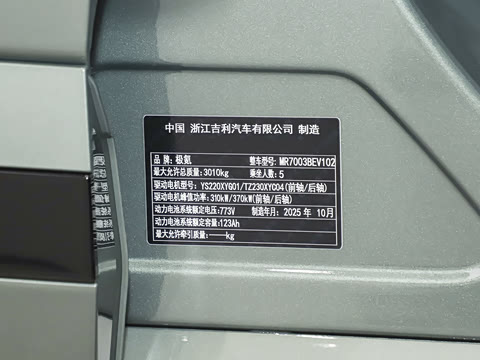 中国 浙江吉利汽车有限公司 制造
品 牌:极氪 整车型号:MR7003BEV102
最大允许总质量:3010kg 乘坐人数:5
驱动电机型号:YS220XYG01/TZ230XYC04(前轴/后轴)
驱动电机峰值功率:310kW/370kW(前轴/后轴)
动力电池系统额定电压:773V 制造年月:2025 年 10月
动力电池系统额定容量:123Ah
最大允许牵引质量:——kg